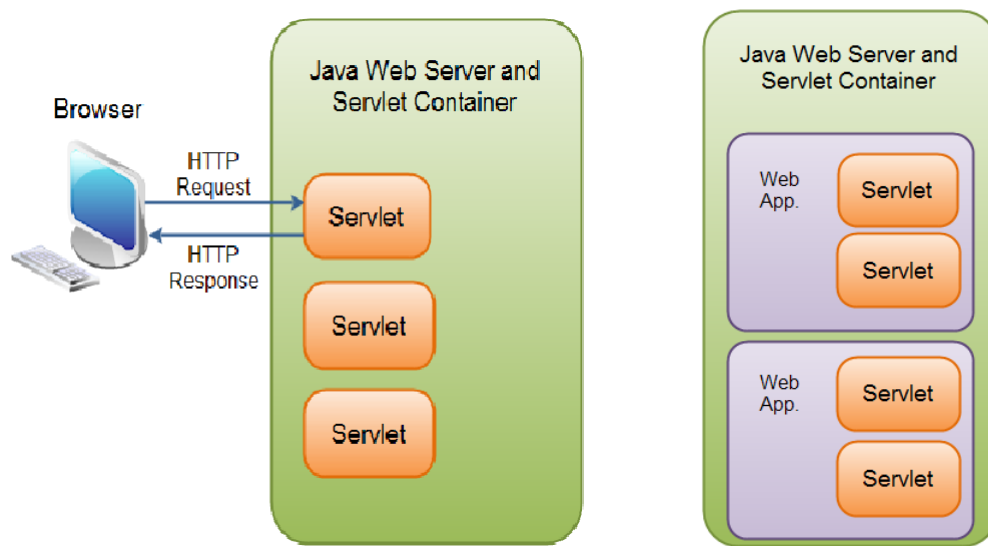 Browser
HTTP
Request
HTTP
Response
Java Web Server and
Servlet Container
Servlet
Servlet
Servlet
Java Web Server and
Servlet Container
Web
App.
Servlet
Servlet
Web
App.
Servlet
Servlet